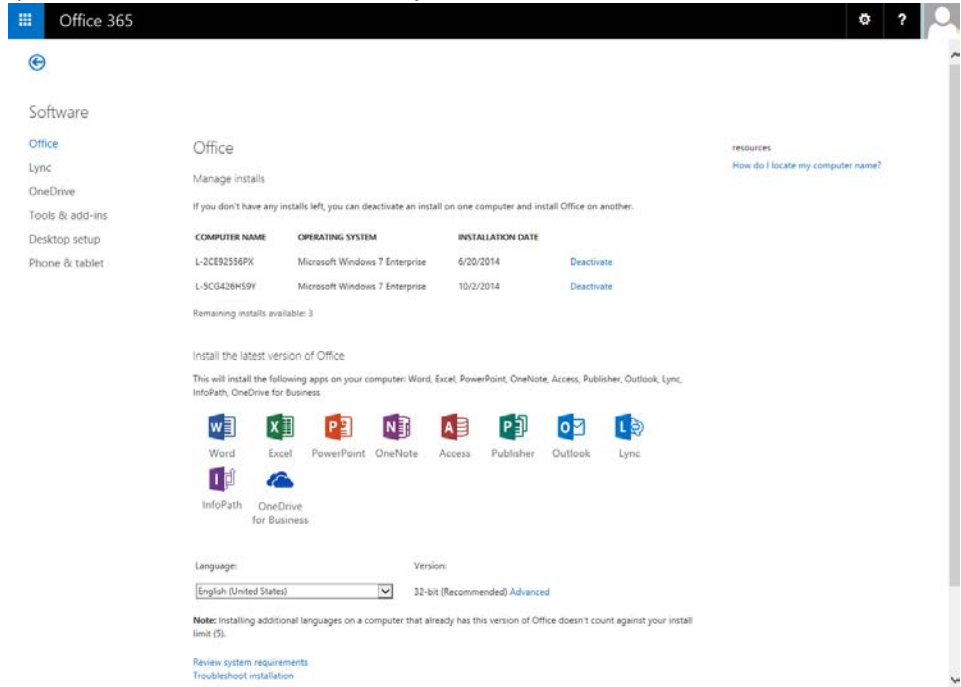 Office 365
?
Software
Office
Lync
OneDrive
Tools & add-ins
Desktop setup
Phone & tablet
Office
Manage installs
If you don't have any installs left, you can deactivate an install on one computer and install Office on another.
COMPUTER NAME OPERATING SYSTEM INSTALLATION DATE
L-2CE92556PX Microsoft Windows 7 Enterprise 6/20/2014 Deactivate
L-5CG426HS9Y Microsoft Windows 7 Enterprise 10/2/2014 Deactivate
Remaining installs available: 3
Install the latest version of Office
This will install the following apps on your computer: Word, Excel, PowerPoint, OneNote, Access, Publisher, Outlook, Lync,
InfoPath, OneDrive for Business
Word Excel PowerPoint OneNote Access Publisher Outlook Lync
InfoPath OneDrive
for Business
Language: Version:
English (United States) 32-bit (Recommended) Advanced
Note: Installing additional languages on a computer that already has this version of Office doesn't count against your install
limit (5).
Review system requirements
Troubleshoot installation
resources
How do I locate my computer name?